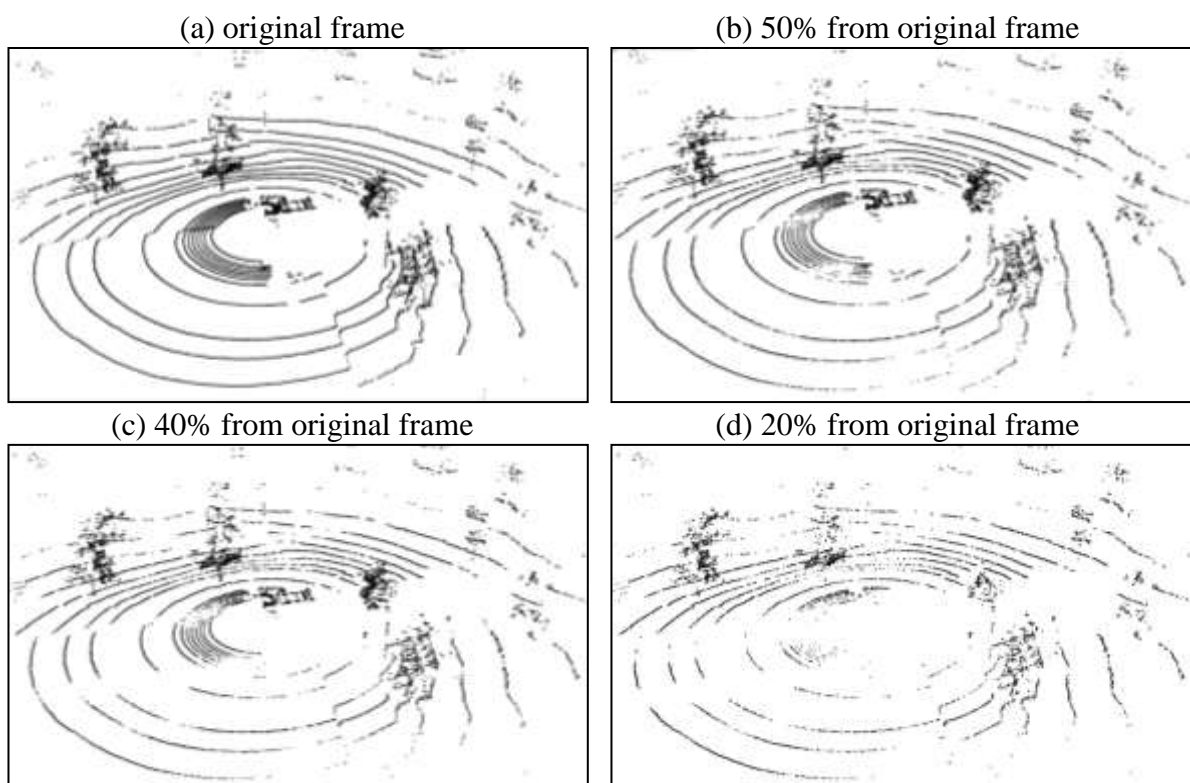 (a) original frame
(b) 50% from original frame
(c) 40% from original frame
(d) 20% from original frame